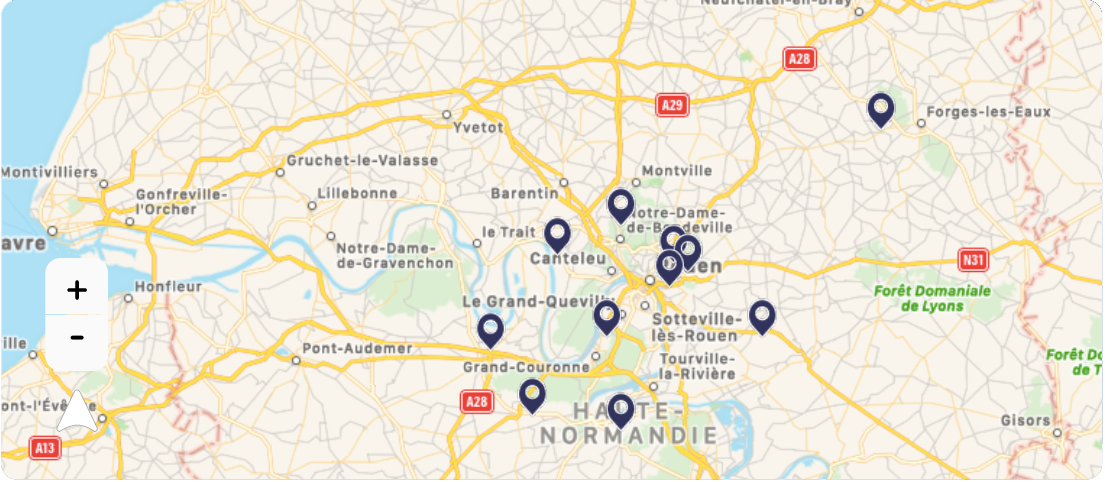 Neufchâtel-en-Bray
A28
A29
Forges-les-Eaux
Yvetot
Montivilliers
Gruchet-le-Valasse
Montville
Gonfreville-
l'Orcher
Lillebonne
Barentin
Notre-Dame-
de-Bondeville
avre
le Trait
Notre-Dame-
de-Gravenchon
Canteleu
en
N31
+
Honfleur
Forêt Domaniale
de Lyons
Le Grand-Quevilly
Sotteville-
lès-Rouen
-
ille
Pont-Audemer
Forêt Do
de T
Grand-Couronne
Tourville-
la-Rivière
A28
ont-l'Évêque
HAUTE-
NORMANDIE
Gisors
A13